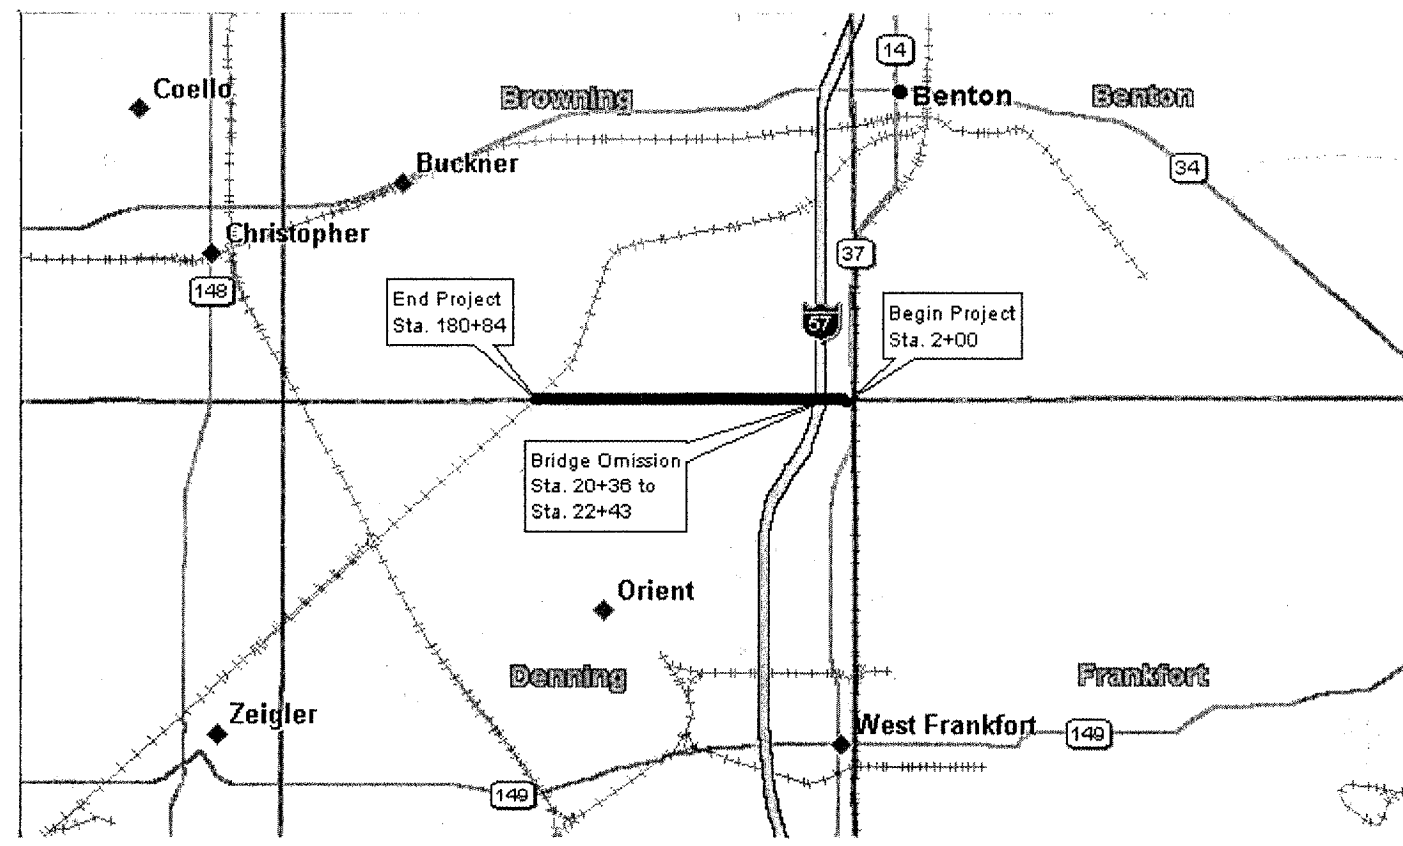 14
Coello
Browning
Benton
Benton
Buckner
34
Christopher
37
148
End Project
Sta. 180+84
57
Begin Project
Sta. 2+00
Bridge Omission
Sta. 20+36 to
Sta. 22+43
Orient
Denning
Frankfort
Zeigler
West Frankfort
149
149